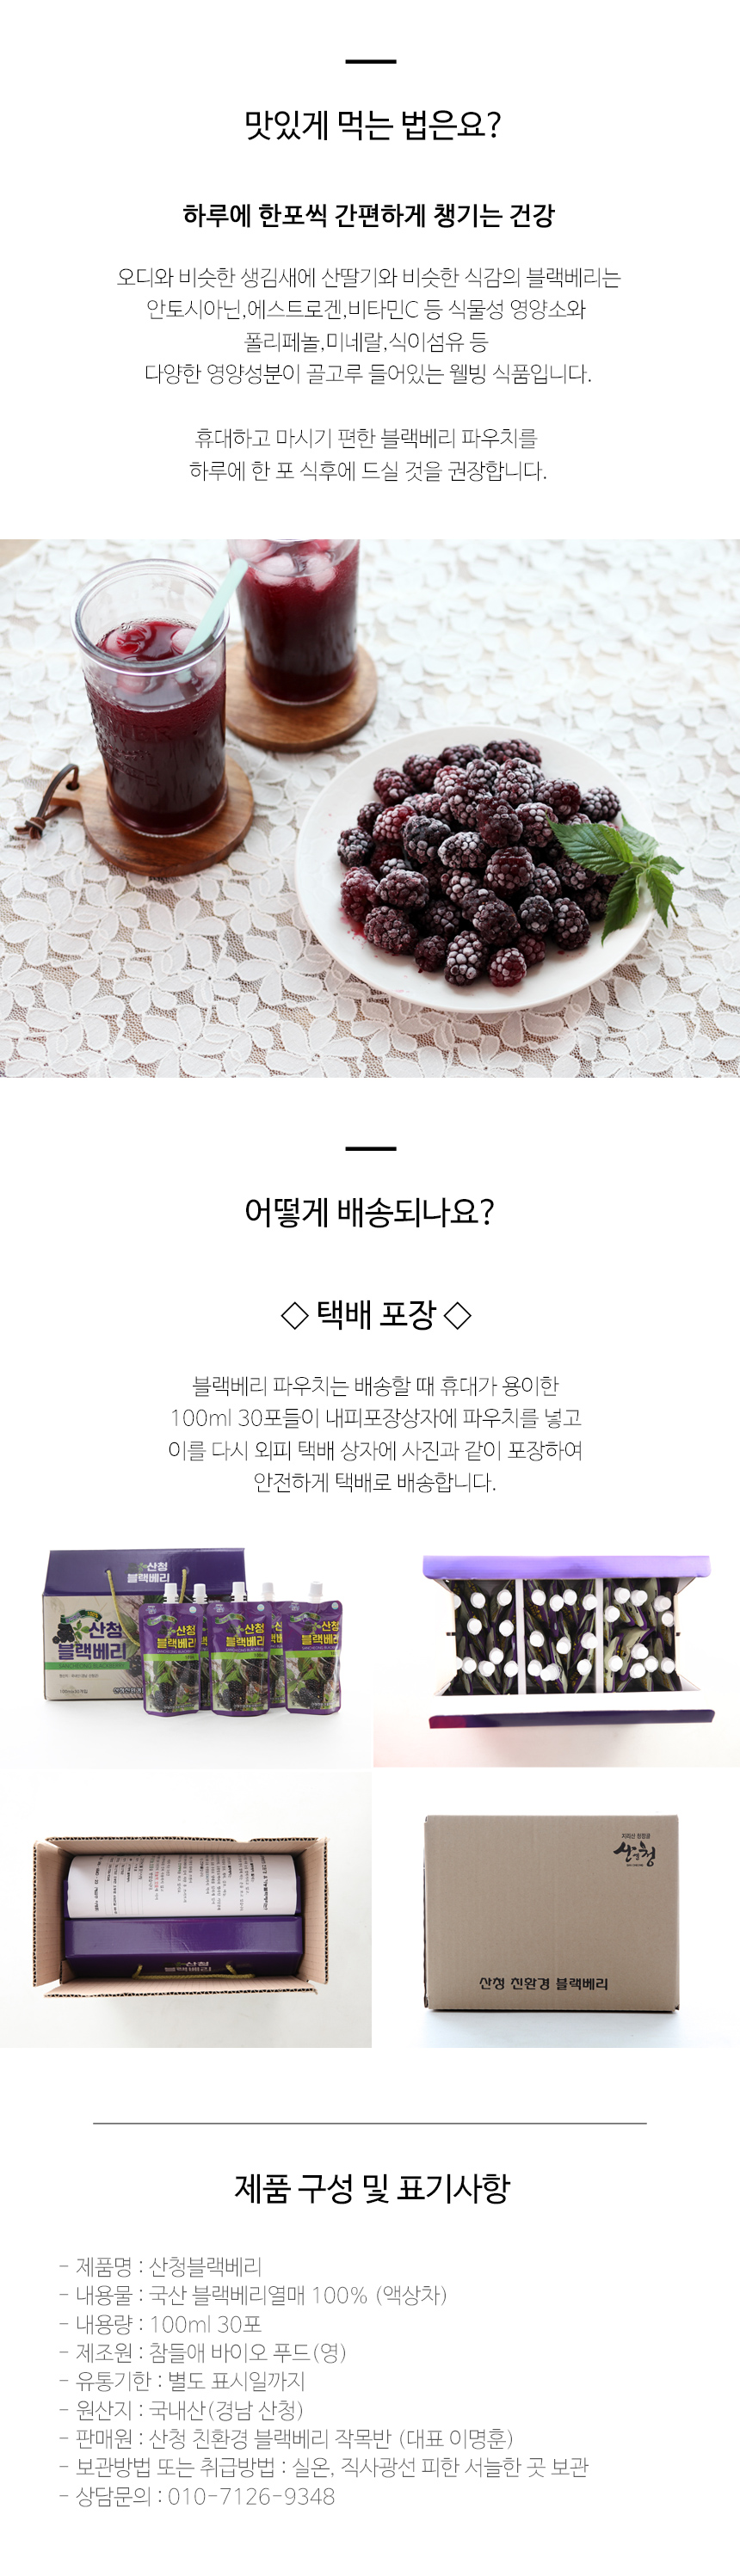 맛있게 먹는 법은요?
하루에 한포씩 간편하게 챙기는 건강
오디와 비슷한 생김새에 산딸기와 비슷한 식감의 블랙베리는
안토시아닌,에스트로겐,비타민C 등 식물성 영양소와
폴리페놀,미네랄,식이섬유 등
다양한 영양성분이 골고루 들어있는 웰빙 식품입니다.
휴대하고 마시기 편한 블랙베리 파우치를
하루에 한 포 식후에 드실 것을 권장합니다.
어떻게 배송되나요?
◇ 택배 포장 ◇
블랙베리 파우치는 배송할 때 휴대가 용이한
100ml 30포들이 내피포장상자에 파우치를 넣고
이를 다시 외피 택배 상자에 사진과 같이 포장하여
안전하게 택배로 배송합니다.
산청
블랙베리
산청
블랙베리
산청
블랙베리
산청
블랙베리
산청
블랙베리
산청
블랙베리
산청
산청 친환경 블랙베리
제품 구성 및 표기사항
- 제품명 : 산청블랙베리
- 내용물 : 국산 블랙베리열매 100% (액상차)
- 내용량 : 100ml 30포
- 제조원 : 참들애 바이오 푸드(영)
- 유통기한 : 별도 표시일까지
- 원산지 : 국내산(경남 산청)
- 판매원 : 산청 친환경 블랙베리 작목반 (대표 이명훈)
- 보관방법 또는 취급방법 : 실온, 직사광선 피한 서늘한 곳 보관
- 상담문의 : 010-7126-9348